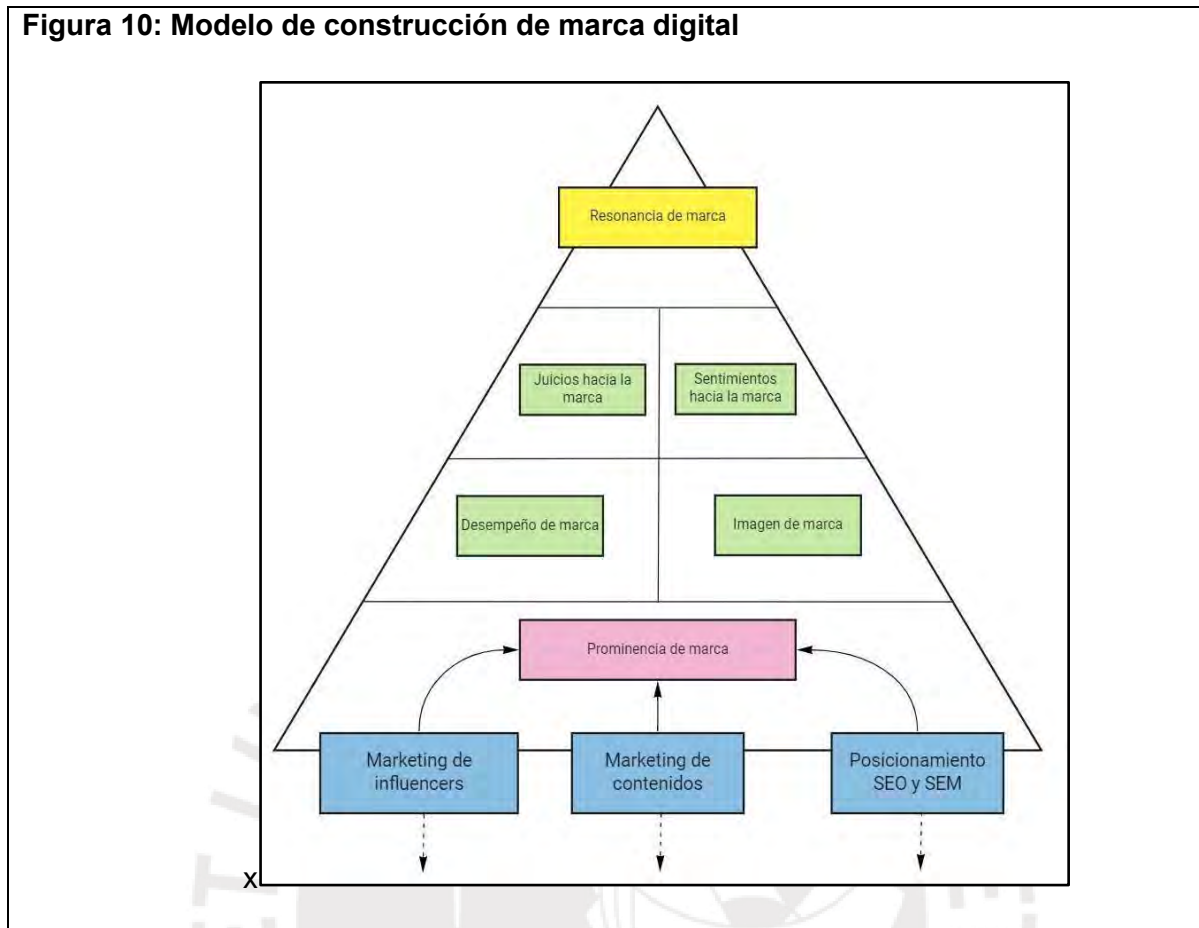 Figura 10: Modelo de construcción de marca digital
Resonancia de marca
Juicios hacia la
marca
Sentimientos
hacia la marca
Desempeño de marca
Imagen de marca
Prominencia de marca
Marketing de
influencers
Marketing de
contenidos
Posicionamiento
SEO y SEM
x